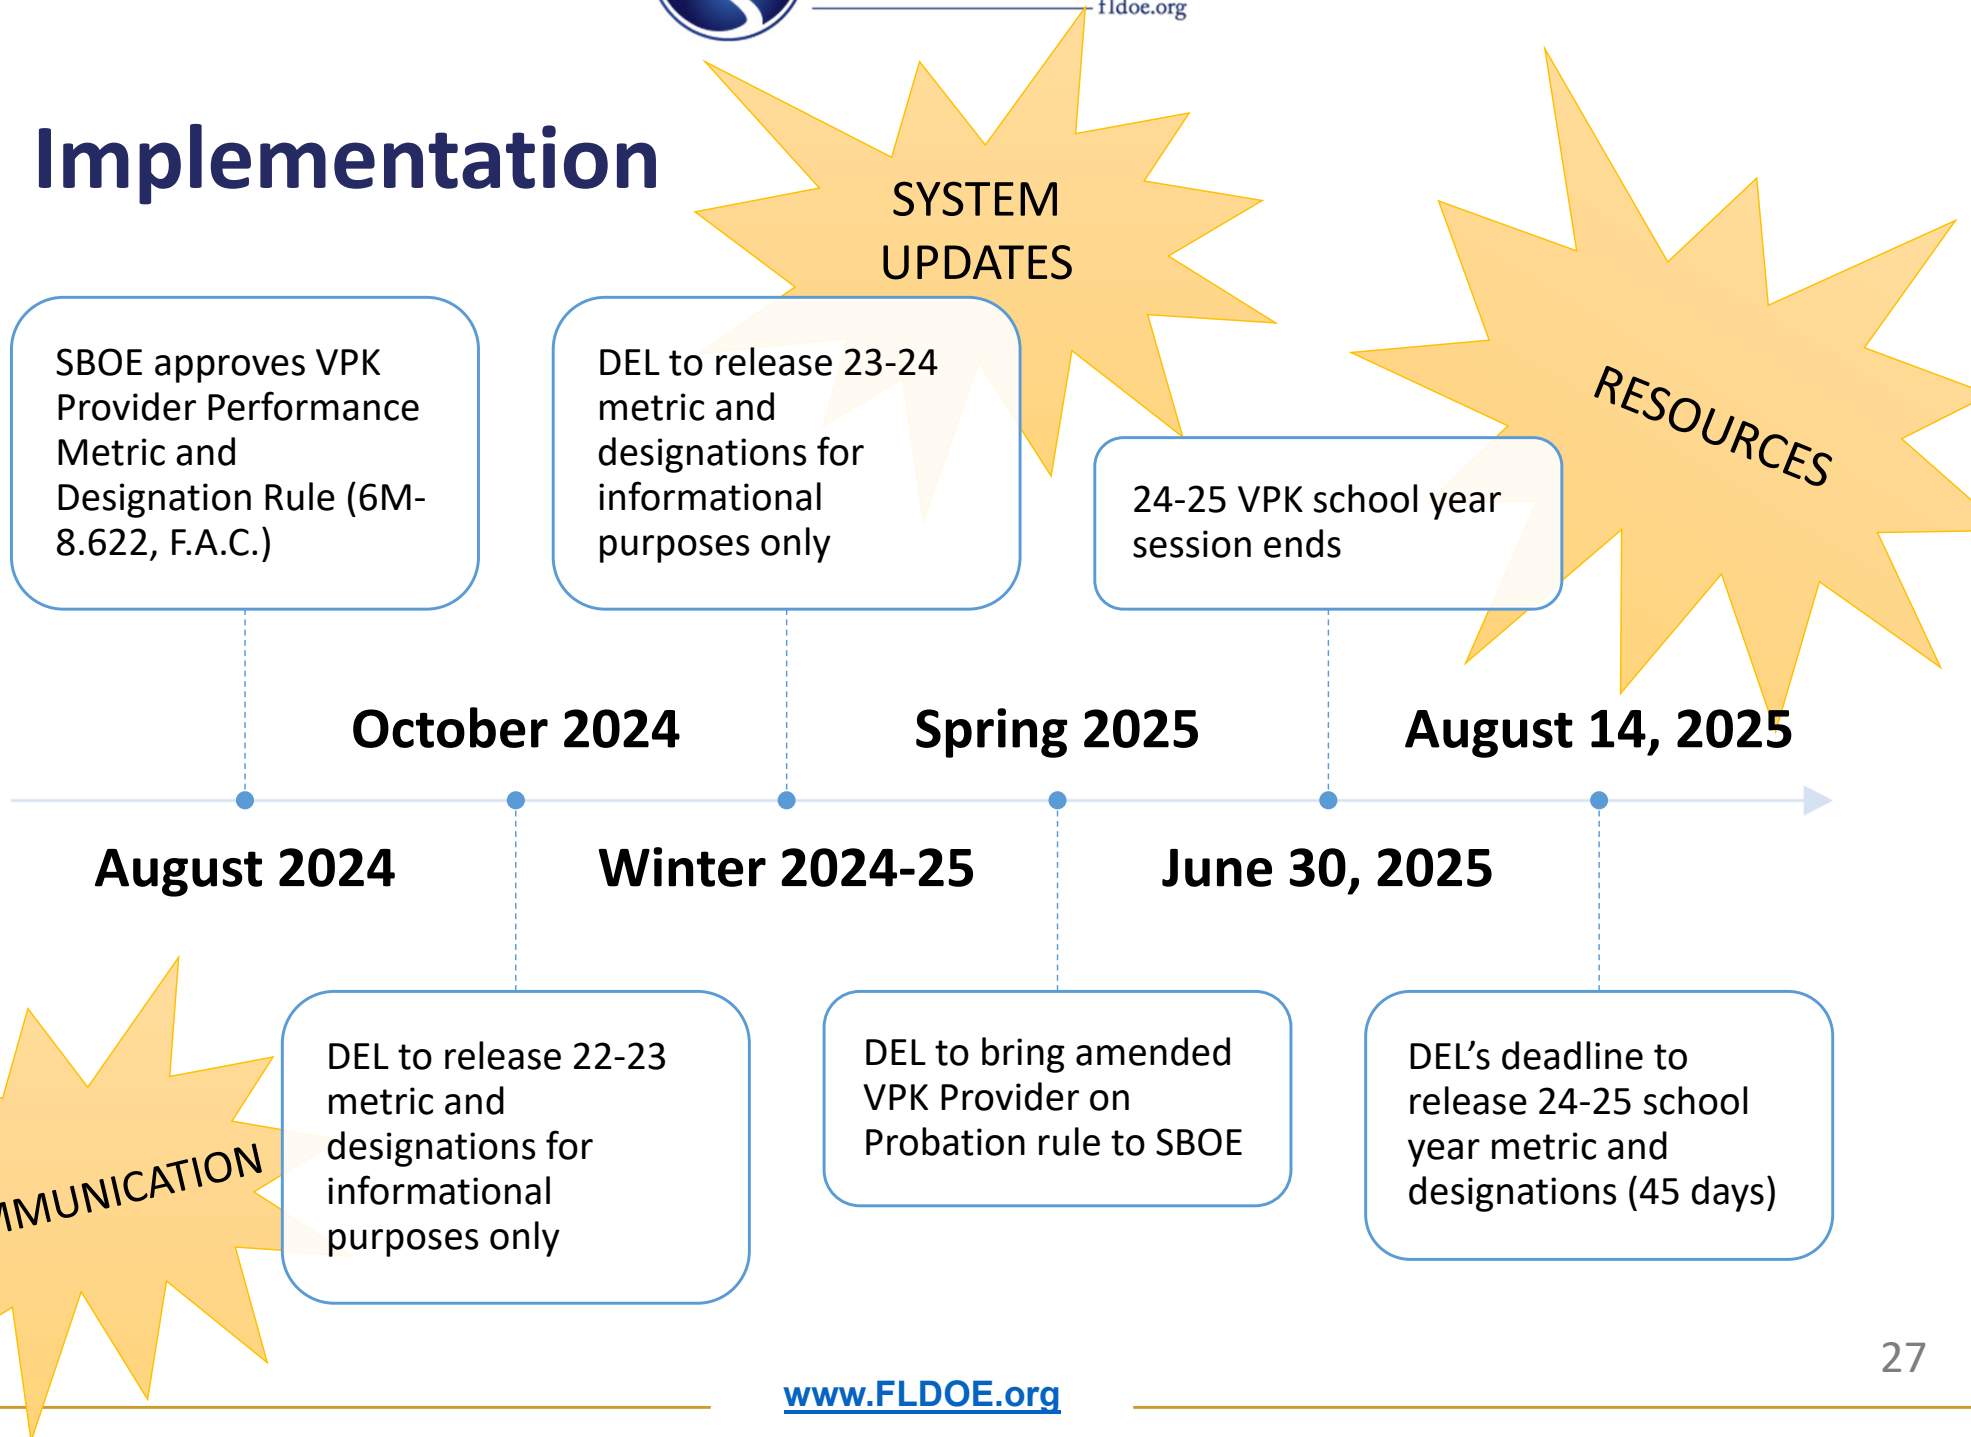 fldoe.org
Implementation
SYSTEM
UPDATES
RESOURCES
SBOE approves VPK
Provider Performance
Metric and
Designation Rule (6M-
8.622, F.A.C.)
DEL to release 23-24
metric and
designations for
informational
purposes only
24-25 VPK school year
session ends
October 2024
Spring 2025
August 14, 2025
August 2024
Winter 2024-25
June 30, 2025
MMUNICATION
DEL to release 22-23
metric and
designations for
informational
purposes only
DEL to bring amended
VPK Provider on
Probation rule to SBOE
DEL’s deadline to
release 24-25 school
year metric and
designations (45 days)
27
www.FLDOE.org